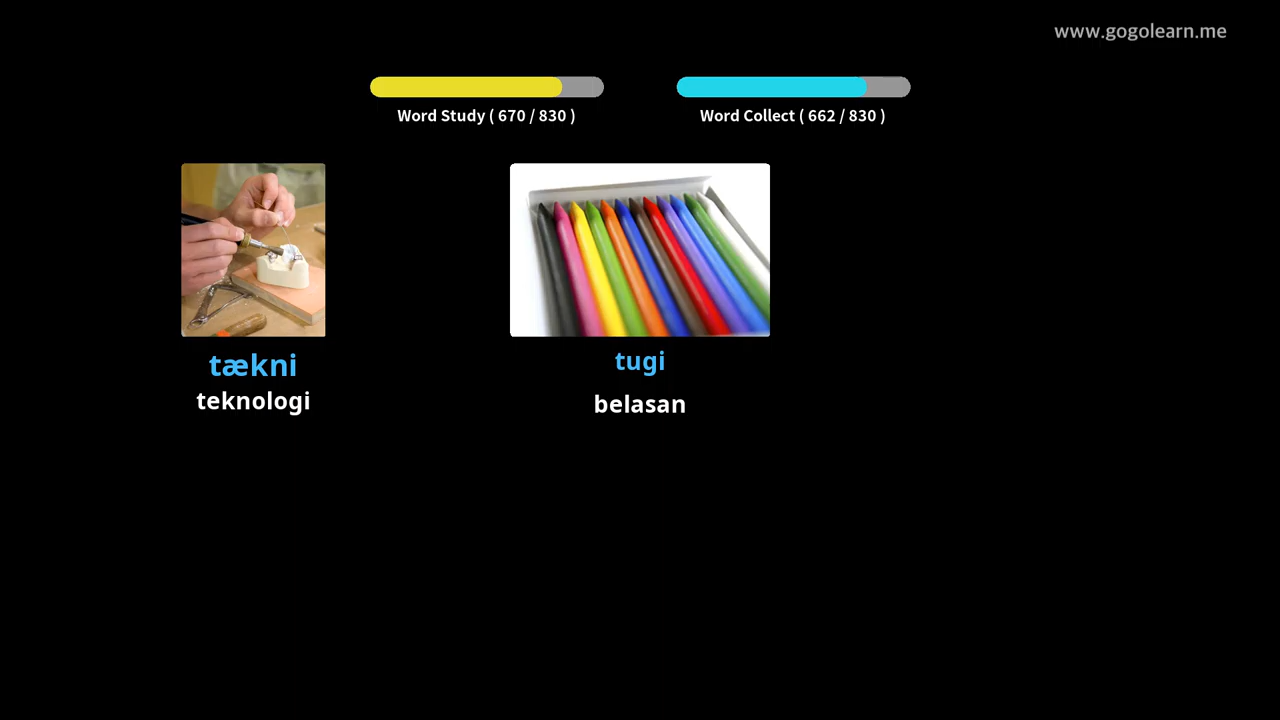 www.gogolearn.me
Word Study ( 670 / 830 )
Word Collect ( 662 / 830 )
tækni
teknologi
tugi
belasan